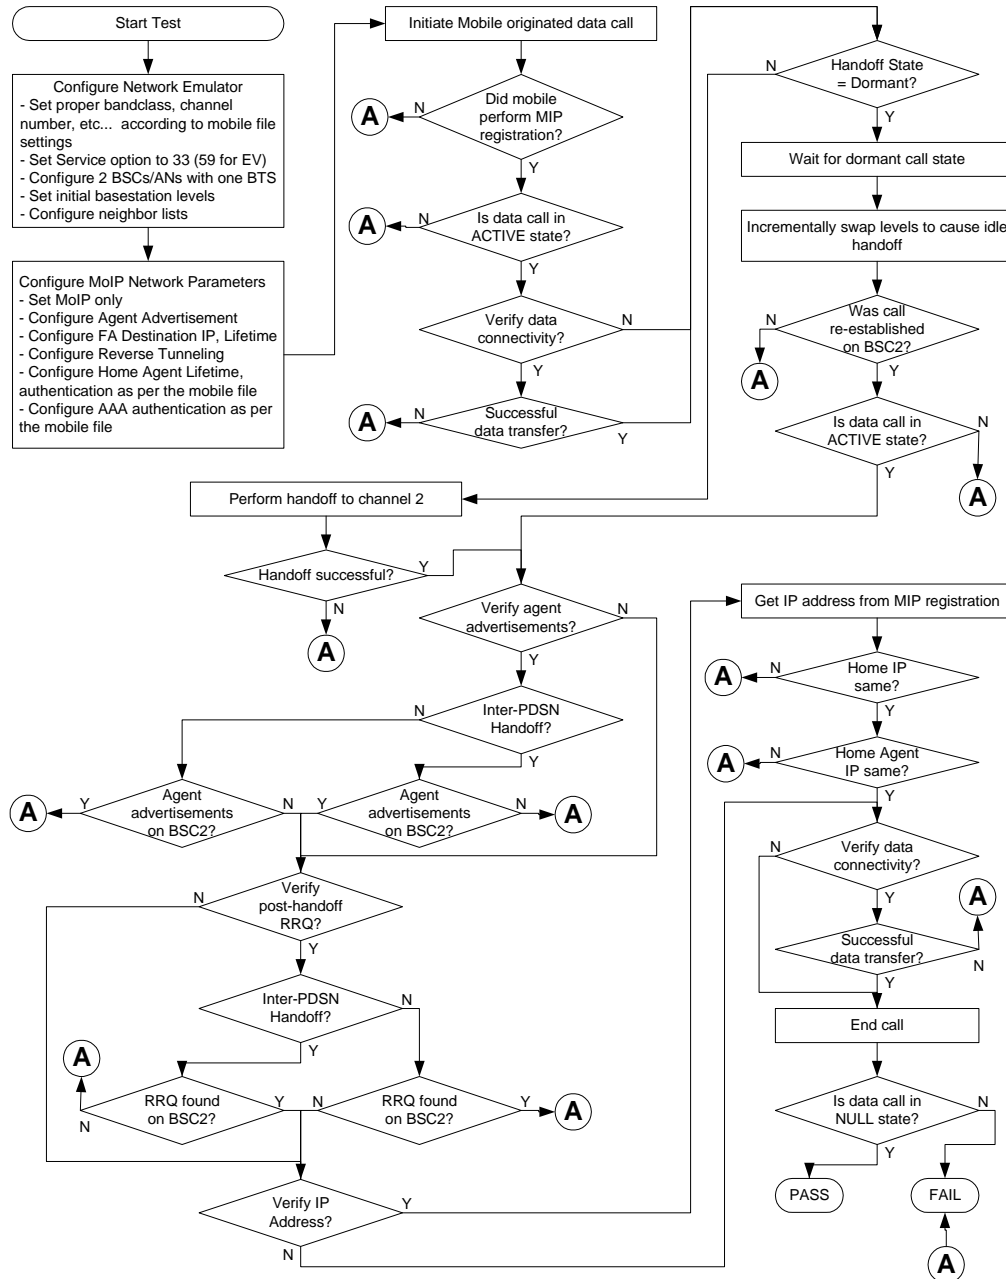 Start Test
Configure Network Emulator
- Set proper bandclass, channel
number, etc... according to mobile file
settings
- Set Service option to 33 (59 for EV)
- Configure 2 BSCs/ANs with one BTS
- Set initial basestation levels
- Configure neighbor lists
Configure MoIP Network Parameters
- Set MoIP only
- Configure Agent Advertisement
- Configure FA Destination IP, Lifetime
- Configure Reverse Tunneling
- Configure Home Agent Lifetime,
authentication as per the mobile file
- Configure AAA authentication as per
the mobile file
Initiate Mobile originated data call
Did mobile
perform MIP
registration?
N
A
Y
Is data call in
ACTIVE state?
N
A
Y
Verify data
connectivity?
N
Y
Successful
data transfer?
N
A
Y
Handoff State
= Dormant?
N
Y
Wait for dormant call state
Incrementally swap levels to cause idle
handoff
Was call
re-established
on BSC2?
N
A
Y
Is data call in
ACTIVE state?
N
A
Y
Perform handoff to channel 2
Handoff successful?
Y
N
A
Verify agent
advertisements?
N
Y
Inter-PDSN
Handoff?
N
Y
Agent
advertisements
on BSC2?
Y
A
N
Agent
advertisements
on BSC2?
Y
N
A
Verify
post-handoff
RRQ?
N
Y
Inter-PDSN
Handoff?
N
Y
RRQ found
on BSC2?
A
N
Y
RRQ found
on BSC2?
N
Y
A
Verify IP
Address?
Y
N
Get IP address from MIP registration
Home IP
same?
N
A
Y
Home Agent
IP same?
N
A
Y
Verify data
connectivity?
N
Y
Successful
data transfer?
A
N
Y
End call
Is data call in
NULL state?
N
Y
PASS
FAIL
A